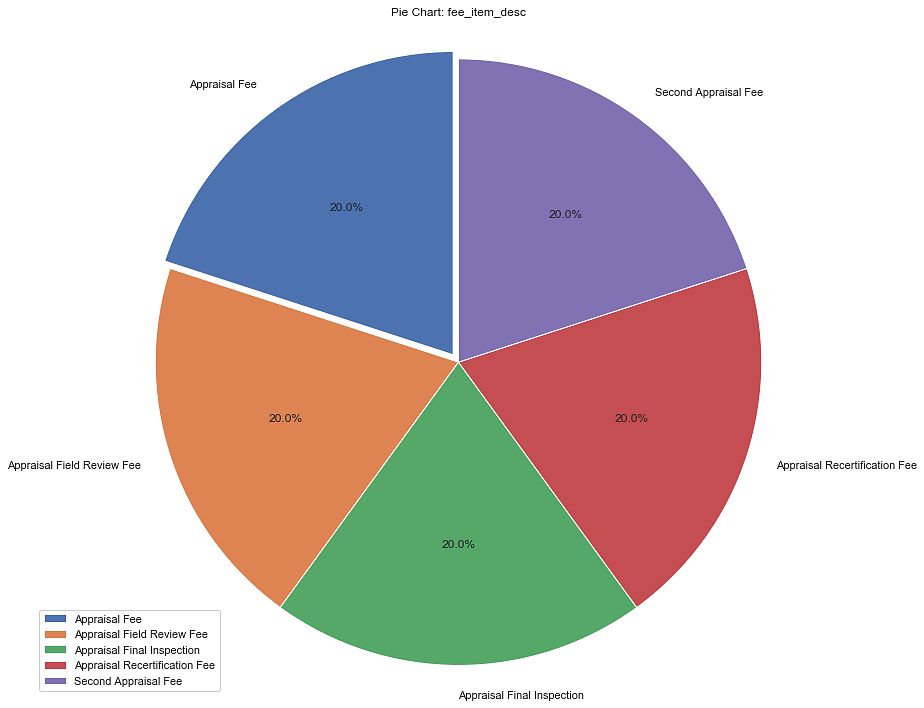 Pie Chart: fee_item_desc
Appraisal Fee
Second Appraisal Fee
20.0%
20.0%
20.0%
20.0%
Appraisal Field Review Fee
Appraisal Recertification Fee
20.0%
Appraisal Final Inspection
Appraisal Fee
Appraisal Field Review Fee
Appraisal Final Inspection
Appraisal Recertification Fee
Second Appraisal Fee